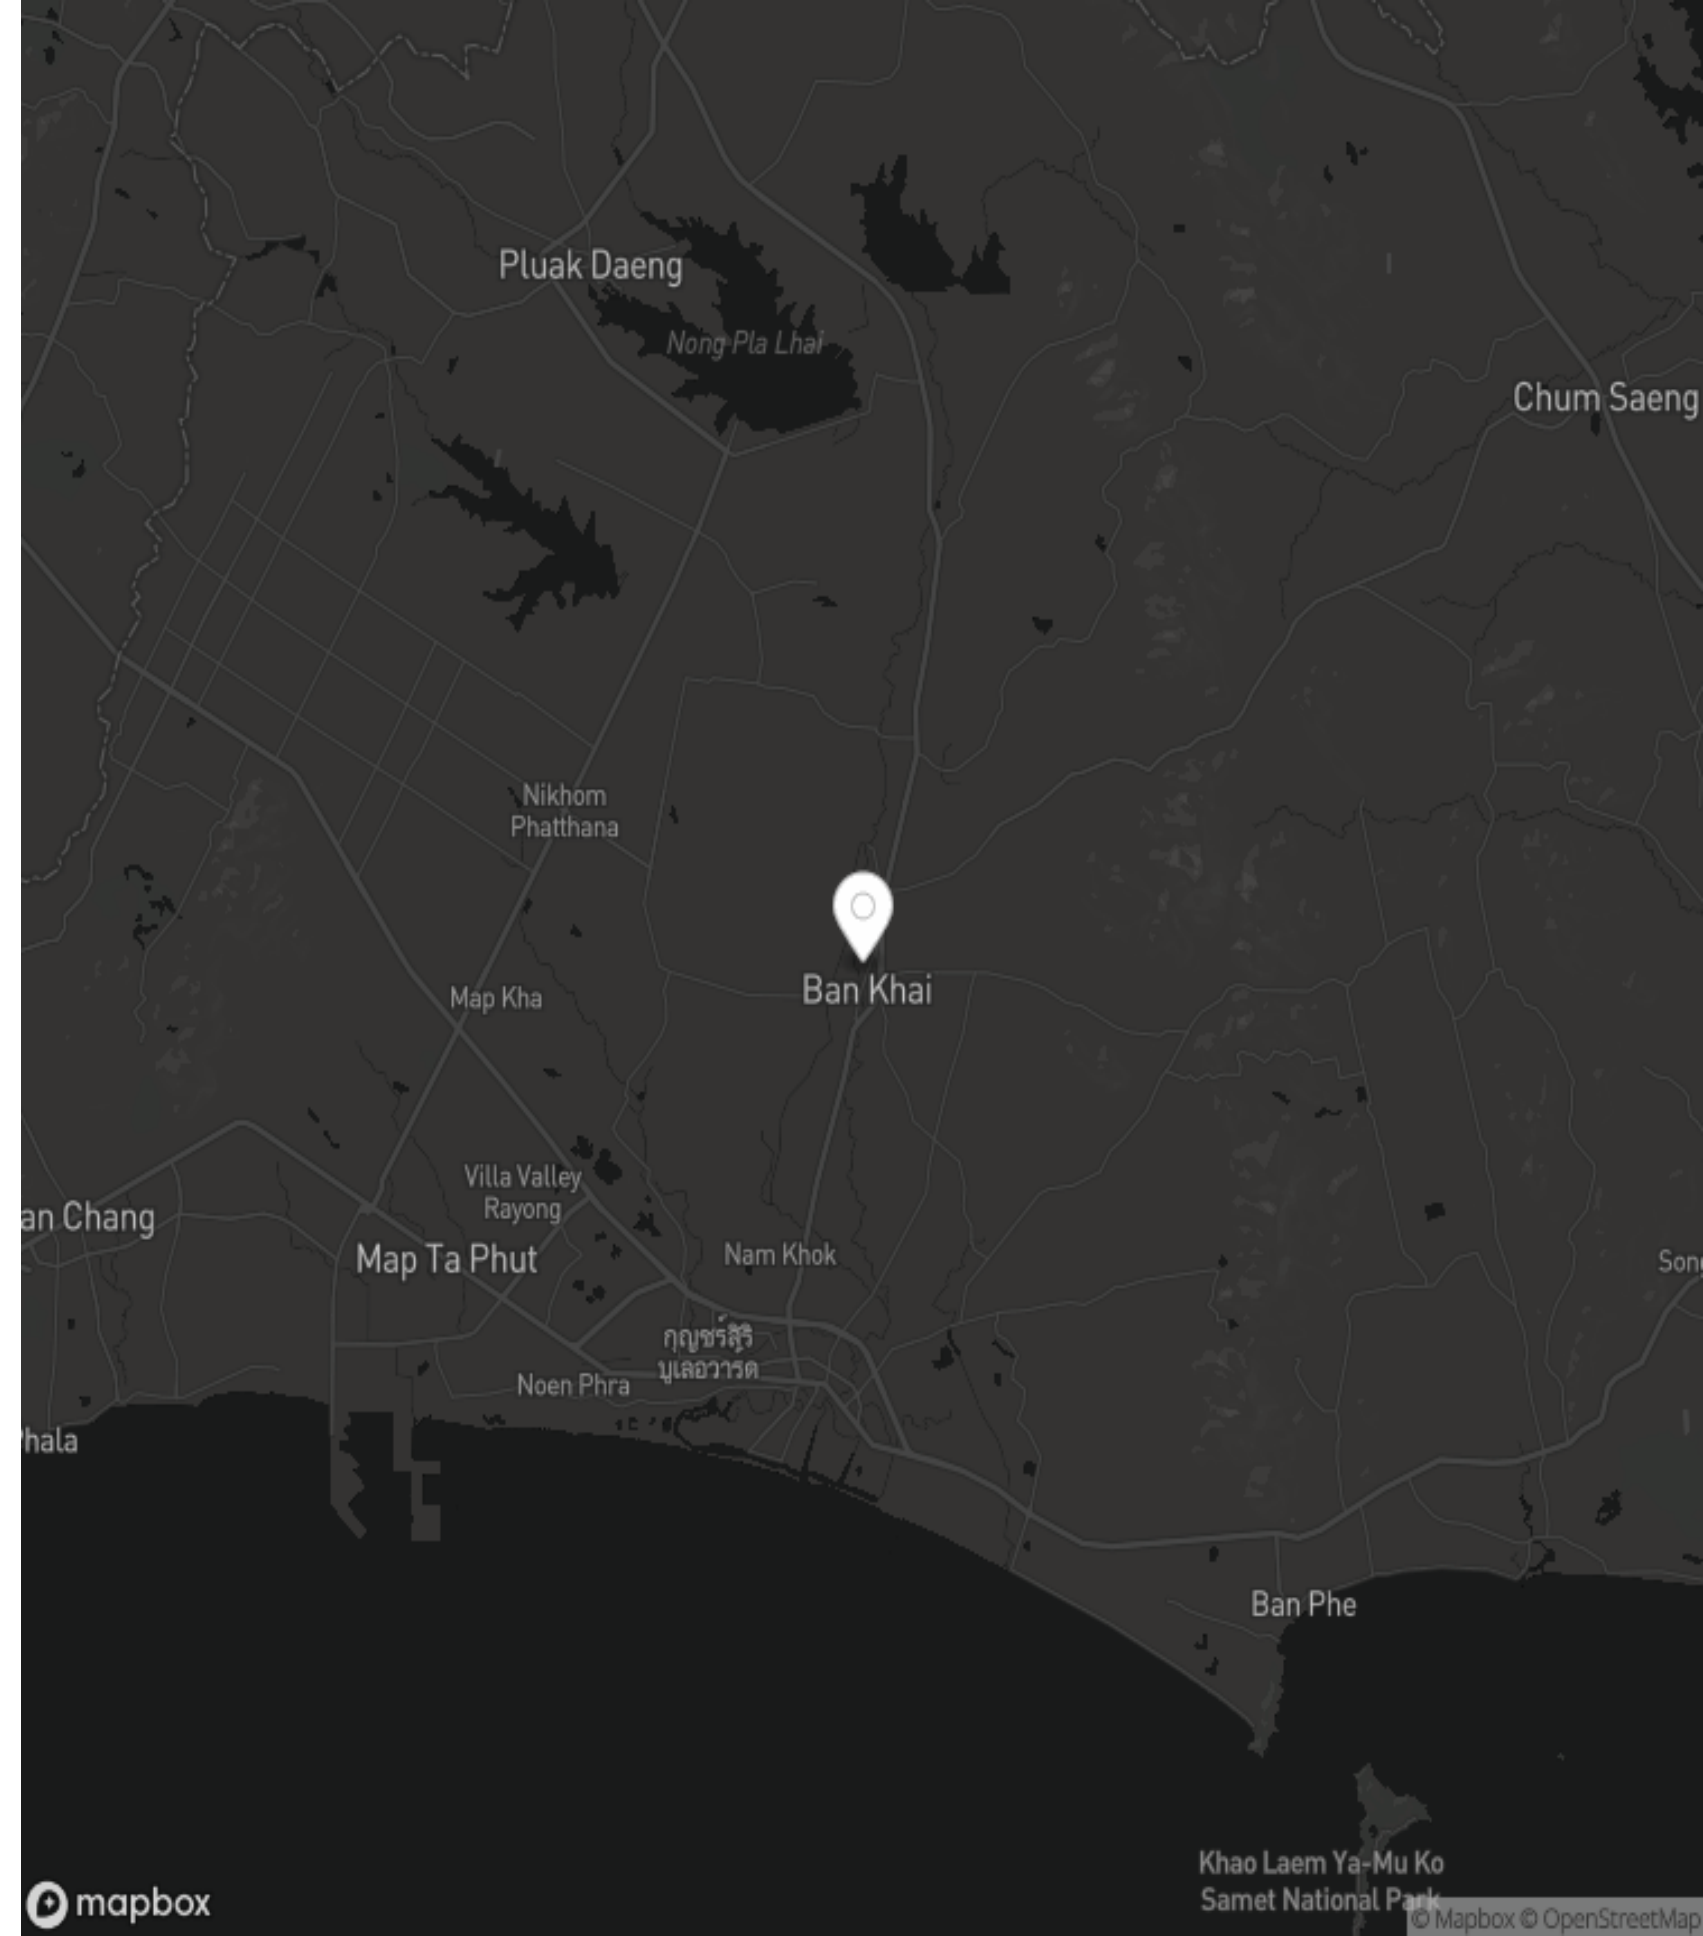 Pluak Daeng
Nong Pla Lhai
Chum Saeng
Nikhom
Phatthana
Ban Khai
Map Kha
Villa Valley
Rayong
an Chang
Map Ta Phut
Nam Khok
Son
กุญชร์สิริ
บูเลอวาร์ด
Noen Phra
hala
Ban Phe
Khao Laem Ya-Mu Ko
Samet National Park
mapbox
© Mapbox © OpenStreetMap